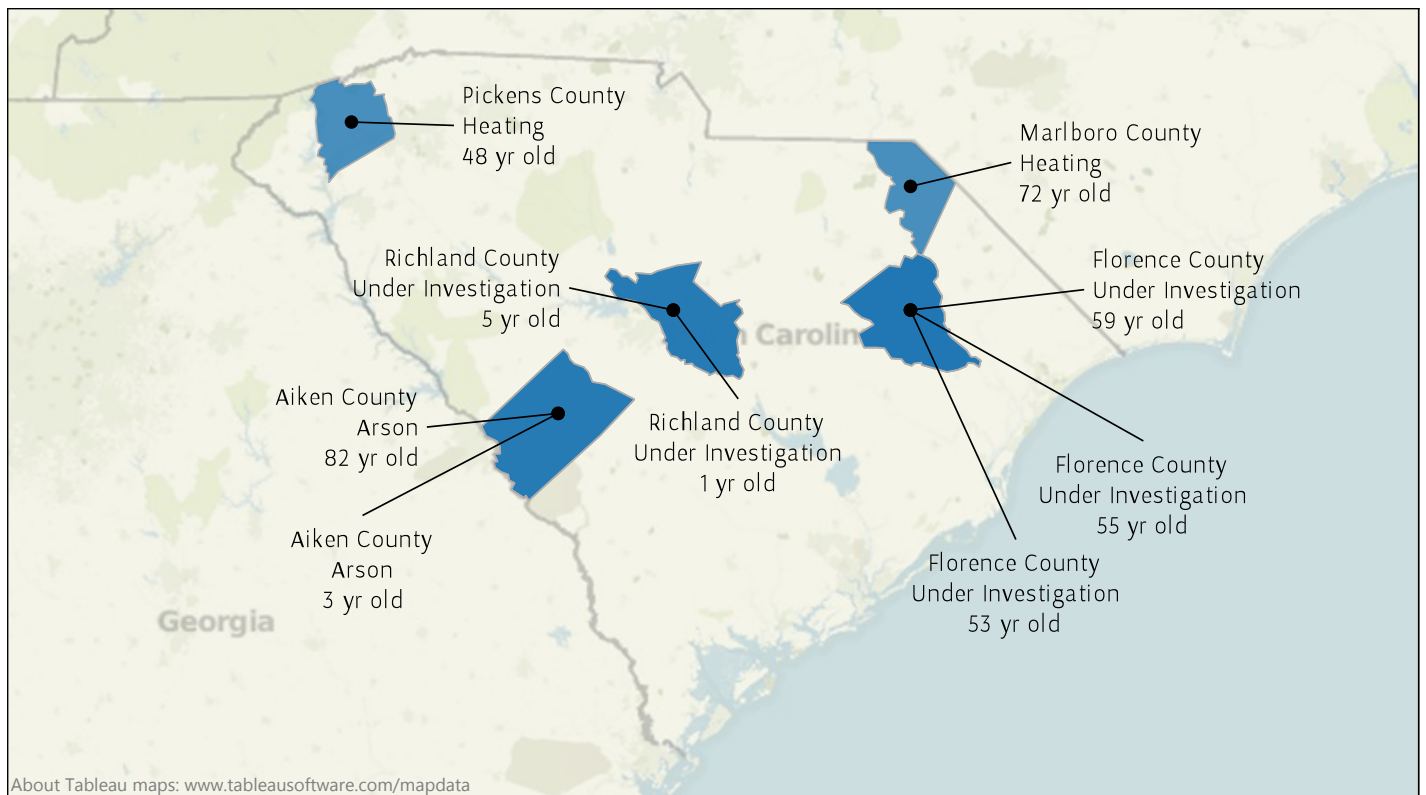 Pickens County
Heating
48 yr old
Marlboro County
Heating
72 yr old
Richland County
Under Investigation
5 yr old
Florence County
Under Investigation
59 yr old
n Carolin
Aiken County
Arson
82 yr old
Richland County
Under Investigation
1 yr old
Florence County
Under Investigation
55 yr old
Aiken County
Arson
3 yr old
Florence County
Under Investigation
53 yr old
Georgia
About Tableau maps: www.tableausoftware.com/mapdata